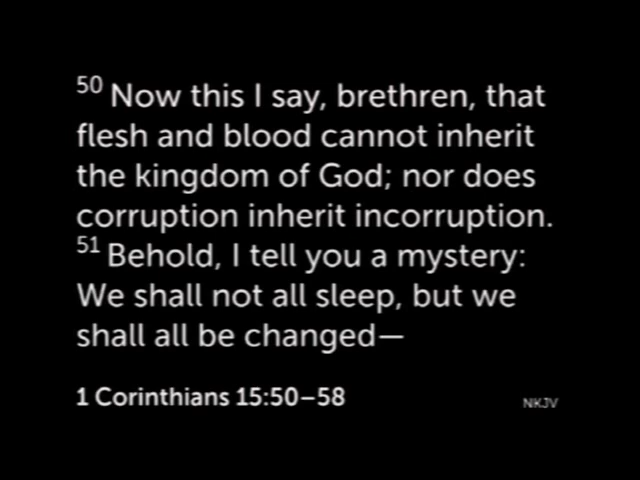 50 Now this I say, brethren, that
flesh and blood cannot inherit
the kingdom of God; nor does
corruption inherit incorruption.
51 Behold, I tell you a mystery:
We shall not all sleep, but we
shall all be changed—
1 Corinthians 15:50–58
NKJV